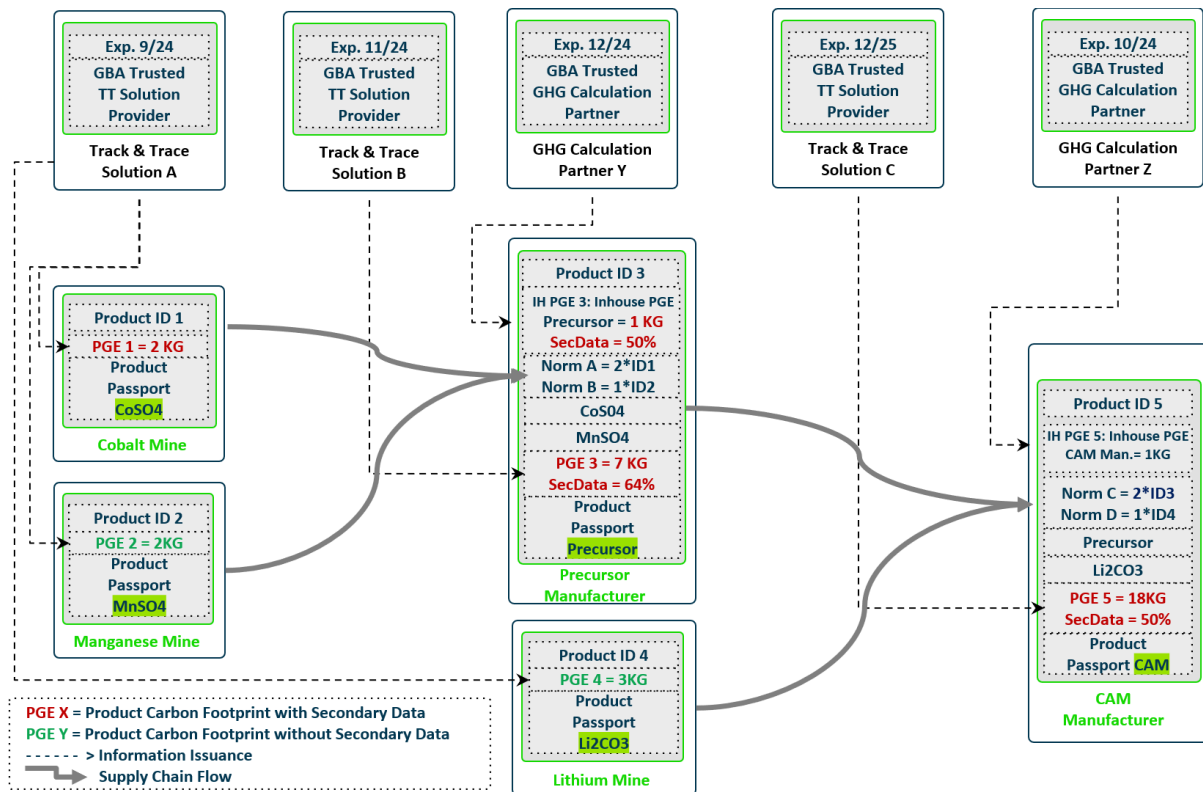 Exp. 9/24
GBA Trusted
TT Solution
Provider
Track & Trace
Solution A
Exp. 11/24
GBA Trusted
TT Solution
Provider
Track & Trace
Solution B
Exp. 12/24
GBA Trusted
GHG Calculation
Partner
GHG Calculation
Partner Y
Exp. 12/25
GBA Trusted
TT Solution
Provider
Track & Trace
Solution C
Exp. 10/24
GBA Trusted
GHG Calculation
Partner
GHG Calculation
Partner Z
Product ID 1
PGE 1 = 2 KG
Product
Passport
CoSO4
Cobalt Mine
Product ID 2
PGE 2 = 2KG
Product
Passport
MnSO4
Manganese Mine
Product ID 3
IH PGE 3: Inhouse PGE
Precursor = 1 KG
SecData = 50%
Norm A = 2*ID1
Norm B = 1*ID2
CoS04
MnSO4
PGE 3 = 7 KG
SecData = 64%
Product
Passport
Precursor
Precursor
Manufacturer
Product ID 4
PGE 4 = 3KG
Product
Passport
Li2CO3
Lithium Mine
Product ID 5
IH PGE 5: Inhouse PGE
CAM Man.= 1KG
Norm C = 2*ID3
Norm D = 1*ID4
Precursor
Li2CO3
PGE 5 = 18KG
SecData = 50%
Product
Passport CAM
CAM
Manufacturer
PGE X = Product Carbon Footprint with Secondary Data
PGE Y = Product Carbon Footprint without Secondary Data
------ > Information Issuance
Supply Chain Flow